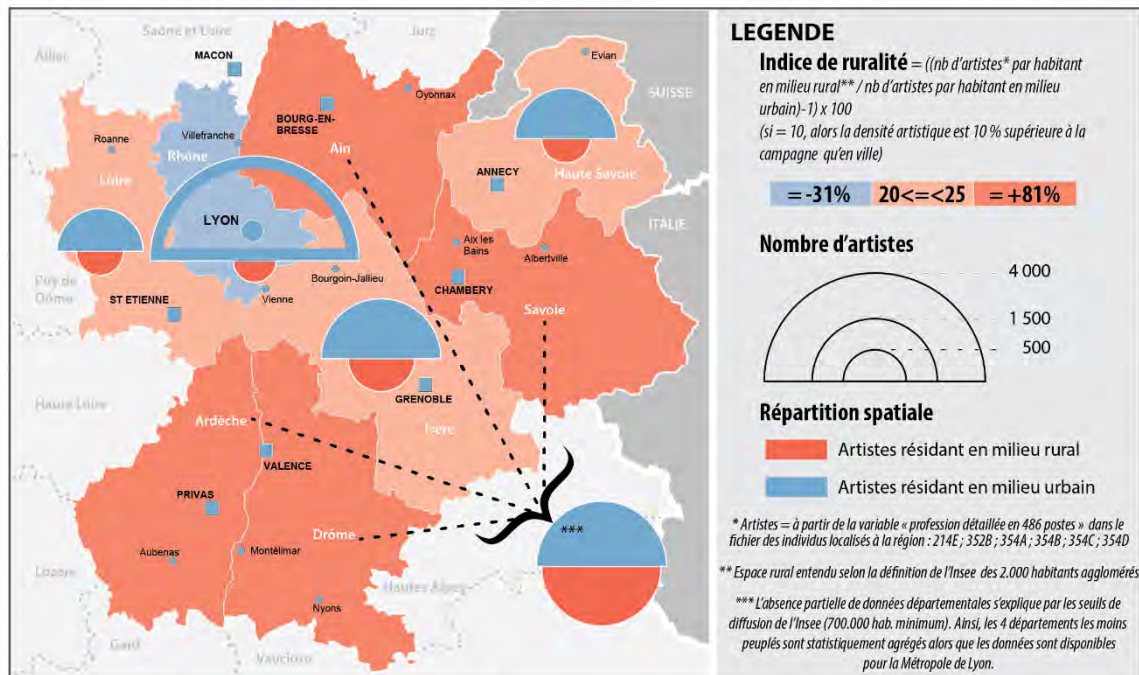 Saône et Loire
Jura
Allier
MACON
Evian
SUISSE
Oyonnax
BOURG-EN-
BRESSE
Roanne
Villefranche
Rhône
Ain
Loire
ANNECY
Haute Savoie
LYON
ITALIE
Aix les
Bains
Albertville
Bourgoin-Jallieu
Puy de
Dôme
CHAMBERY
Vienne
ST ETIENNE
Savoie
GRENOBLE
Haute Loire
Ardèche
Isère
VALENCE
PRIVAS
Drôme
***
Aubenas
Montélimar
Lozère
Hautes Alpes
Nyons
Gard
Vaucluse
LEGENDE
Indice de ruralité = ((nb d'artistes* par habitant
en milieu rural** / nb d'artistes par habitant en milieu
urbain)-1) x 100
(si = 10, alors la densité artistique est 10 % supérieure à la
campagne qu'en ville)
= -31% 20<=<25 = +81%
Nombre d'artistes
4 000
1 500
500
Répartition spatiale
Artistes résidant en milieu rural
Artistes résidant en milieu urbain
* Artistes = à partir de la variable « profession détaillée en 486 postes » dans le
fichier des individus localisés à la région : 214E ; 352B ; 354A ; 354B ; 354C ; 354D
** Espace rural entendu selon la définition de l'Insee des 2.000 habitants agglomérés
*** L'absence partielle de données départementales s'explique par les seuils de
diffusion de l'Insee (700.000 hab. minimum). Ainsi, les 4 départements les moins
peuplés sont statistiquement agrégés alors que les données sont disponibles
pour la Métropole de Lyon.